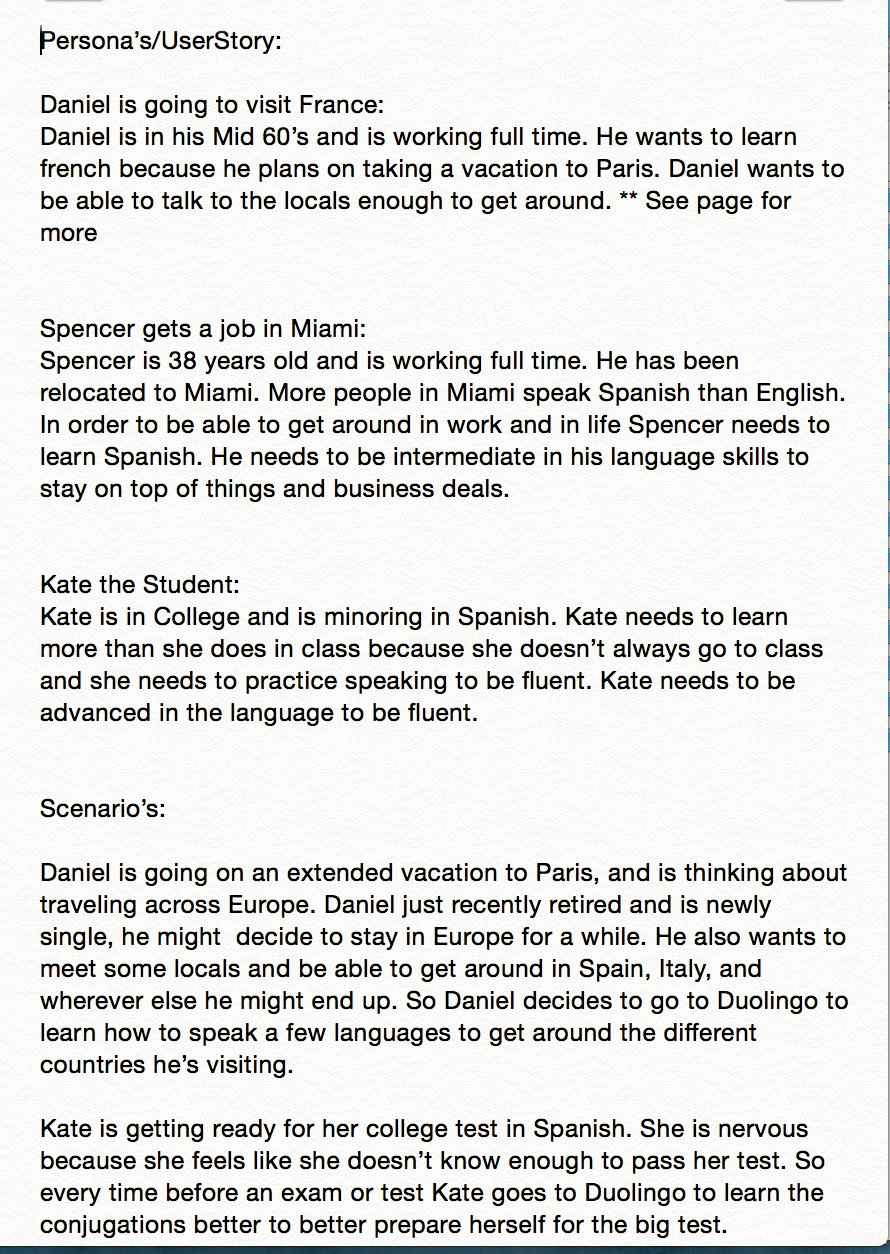 Persona’s/UserStory:
Daniel is going to visit France:
Daniel is in his Mid 60’s and is working full time. He wants to learn
french because he plans on taking a vacation to Paris. Daniel wants to
be able to talk to the locals enough to get around. ** See page for
more
Spencer gets a job in Miami:
Spencer is 38 years old and is working full time. He has been
relocated to Miami. More people in Miami speak Spanish than English.
In order to be able to get around in work and in life Spencer needs to
learn Spanish. He needs to be intermediate in his language skills to
stay on top of things and business deals.
Kate the Student:
Kate is in College and is minoring in Spanish. Kate needs to learn
more than she does in class because she doesn’t always go to class
and she needs to practice speaking to be fluent. Kate needs to be
advanced in the language to be fluent.
Scenario’s:
Daniel is going on an extended vacation to Paris, and is thinking about
traveling across Europe. Daniel just recently retired and is newly
single, he might  decide to stay in Europe for a while. He also wants to
meet some locals and be able to get around in Spain, Italy, and
wherever else he might end up. So Daniel decides to go to Duolingo to
learn how to speak a few languages to get around the different
countries he’s visiting.
Kate is getting ready for her college test in Spanish. She is nervous
because she feels like she doesn’t know enough to pass her test. So
every time before an exam or test Kate goes to Duolingo to learn the
conjugations better to better prepare herself for the big test.